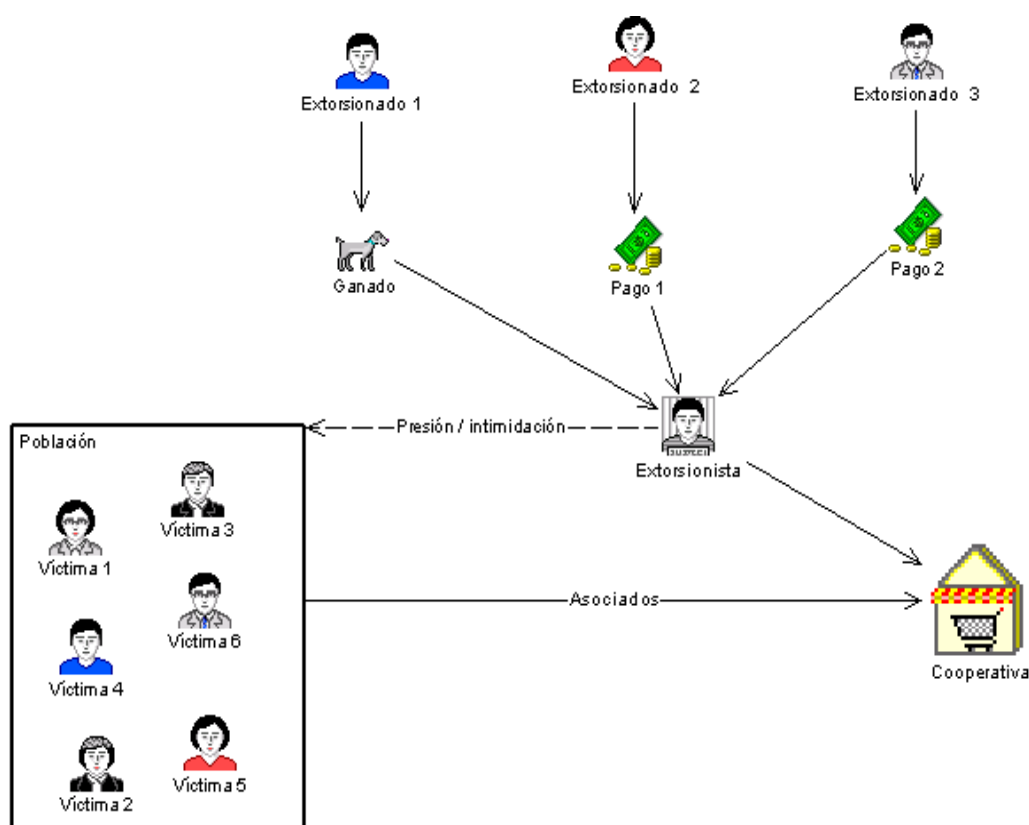 Extorsionado 1
Extorsionado 2
Extorsionado 3
Ganado
Pago 1
Pago 2
Presión / intimidación
Extorsionista
Población
Víctima 3
Víctima 1
Víctima 6
Asociados
Víctima 4
Cooperativa
Víctima 5
Víctima 2